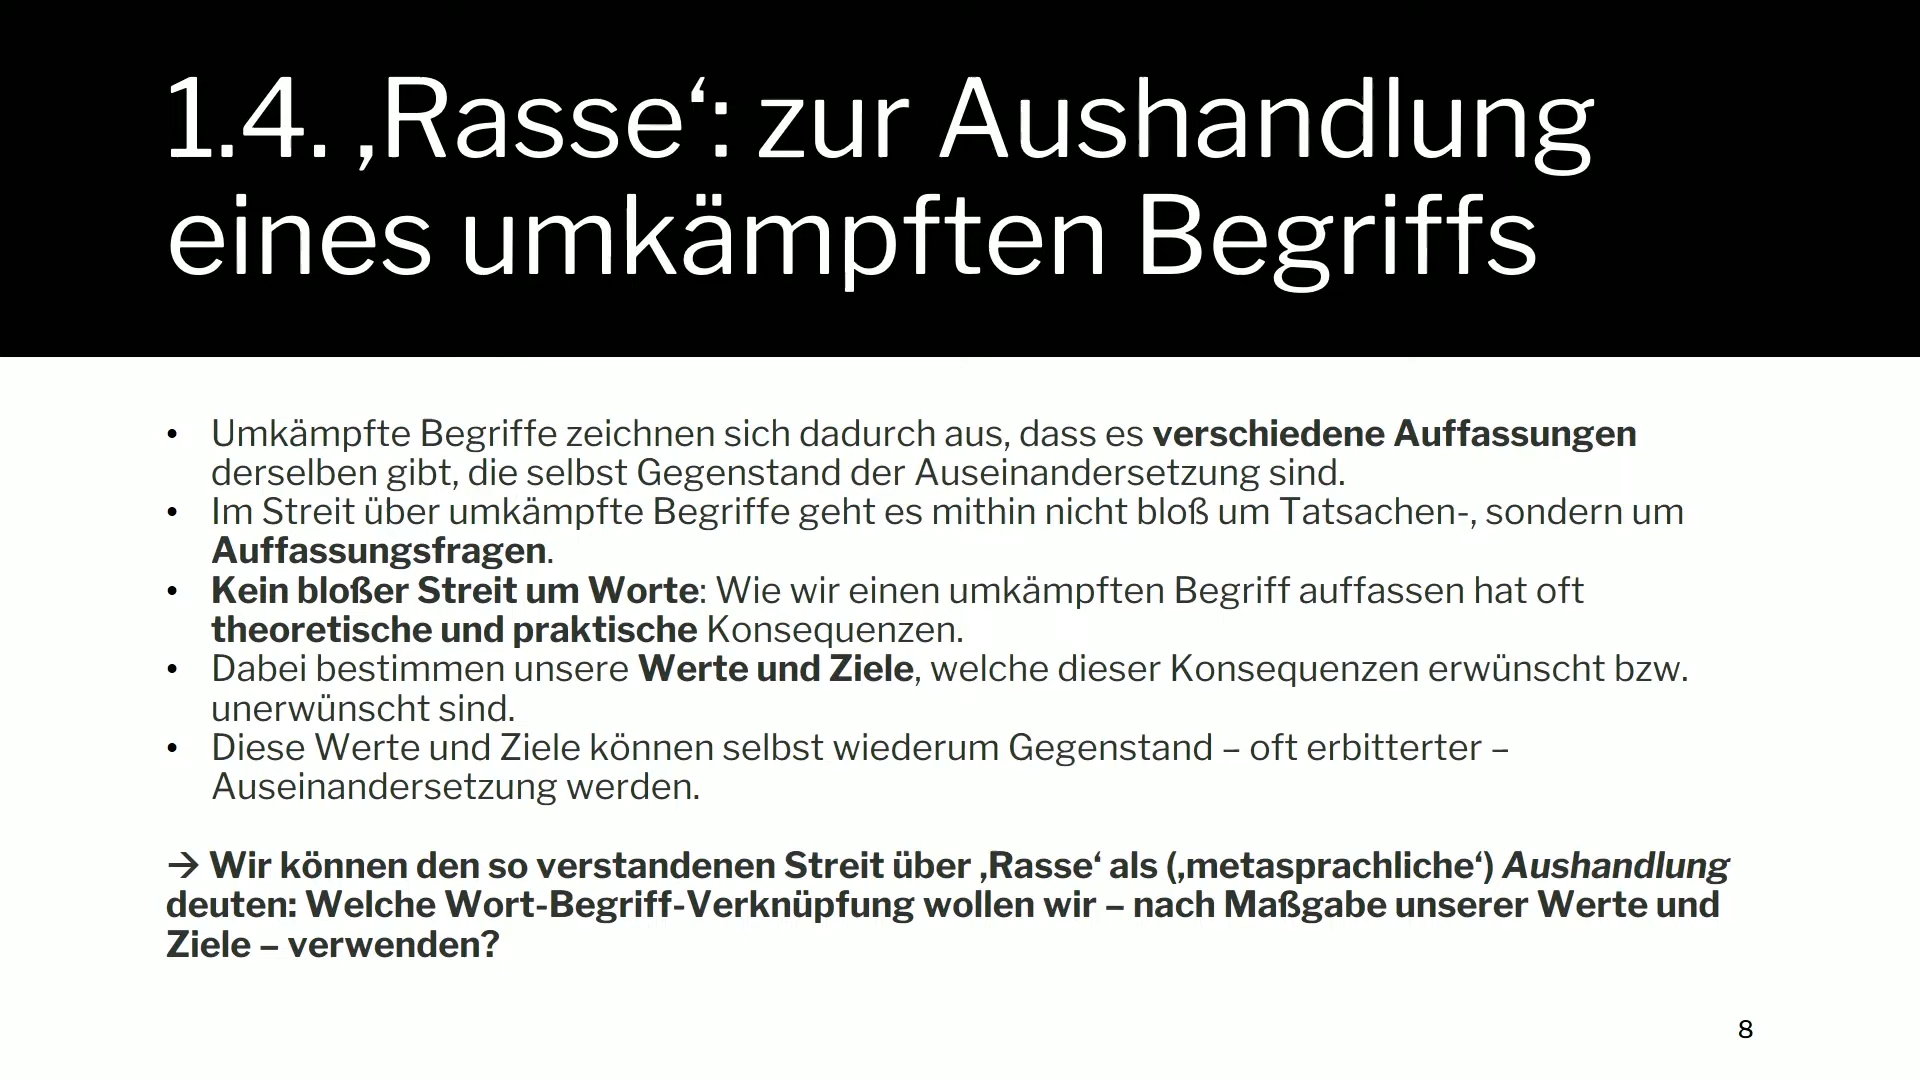 1.4. ‚Rasse‘: zur Aushandlung
eines umkämpften Begriffs
• Umkämpfte Begriffe zeichnen sich dadurch aus, dass es verschiedene Auffassungen
derselben gibt, die selbst Gegenstand der Auseinandersetzung sind.
• Im Streit über umkämpfte Begriffe geht es mithin nicht bloß um Tatsachen-, sondern um
Auffassungsfragen.
• Kein bloßer Streit um Worte: Wie wir einen umkämpften Begriff auffassen hat oft
theoretische und praktische Konsequenzen.
• Dabei bestimmen unsere Werte und Ziele, welche dieser Konsequenzen erwünscht bzw.
unerwünscht sind.
• Diese Werte und Ziele können selbst wiederum Gegenstand – oft erbitterter –
Auseinandersetzung werden.
→ Wir können den so verstandenen Streit über ‚Rasse‘ als (‚metasprachliche‘) Aushandlung
deuten: Welche Wort-Begriff-Verknüpfung wollen wir – nach Maßgabe unserer Werte und
Ziele – verwenden?
8